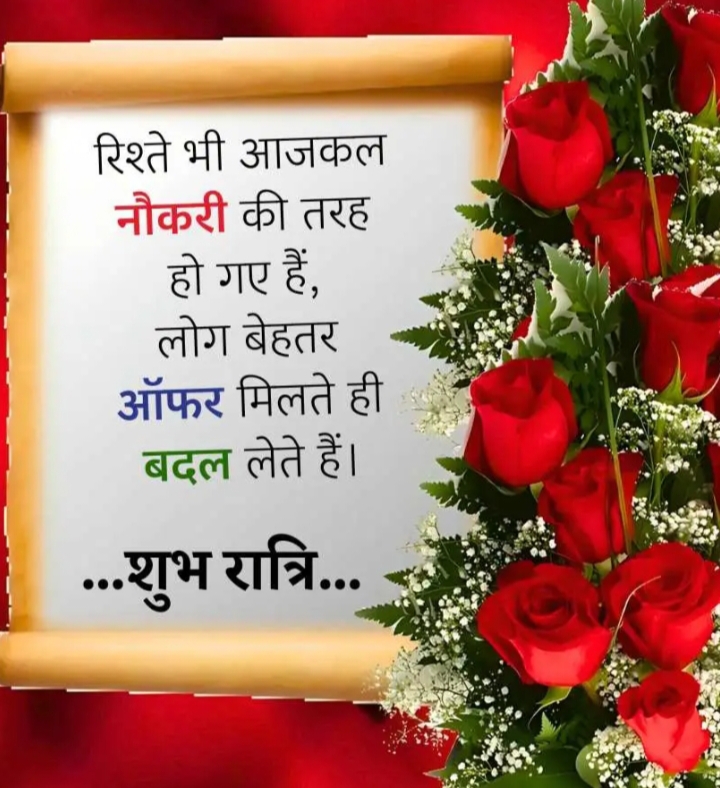 रिश्ते भी आजकल
नौकरी की तरह
हो गए हैं,
लोग बेहतर
ऑफर मिलते ही
बदल लेते हैं।
...शुभ रात्रि...